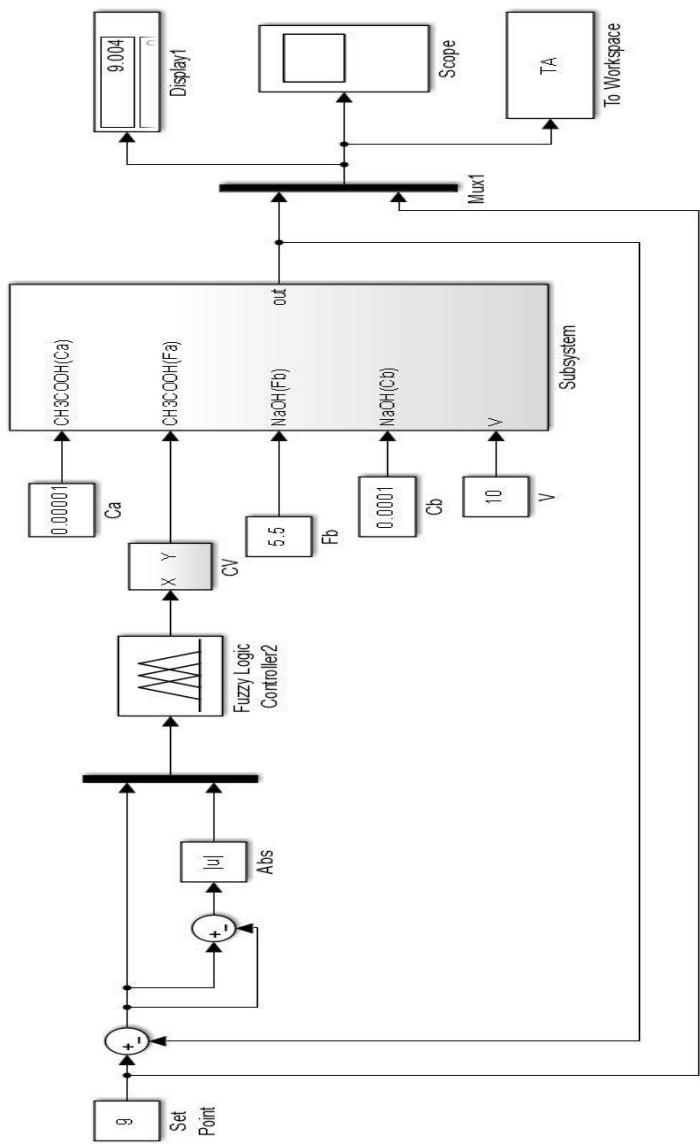 9
Set
Point
+
-
+
-
|u|
Abs
Fuzzy Logic
Controller2
X Y
CV
0.00001
Ca
5.5
Fb
0.0001
Cb
10
V
CH3COOH(Ca)
CH3COOH(Fa)
NaOH(Fb)
NaOH(Cb)
V
out
Subsystem
Mux1
9.004
Display1
Scope
TA
To Workspace